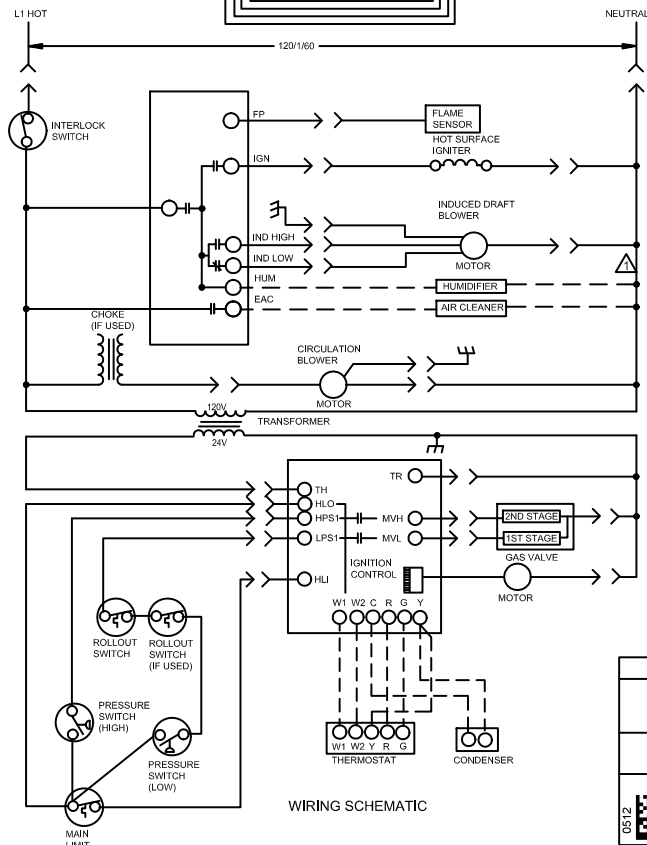 L1 HOT
NEUTRAL
120/1/60
INTERLOCK
SWITCH
FP
FLAME
SENSOR
HOT SURFACE
IGNITER
IGN
INDUCED DRAFT
BLOWER
IND HIGH
IND LOW
MOTOR
1
HUM
HUMIDIFIER
EAC
AIR CLEANER
CHOKE
(IF USED)
CIRCULATION
BLOWER
MOTOR
120V
TRANSFORMER
24V
TR
TH
HLO
HPS1
MVH
2ND STAGE
LPS1
MVL
1ST STAGE
GAS VALVE
IGNITION
CONTROL
HLI
MOTOR
W1 W2 C R G Y
ROLLOUT
SWITCH
ROLLOUT
SWITCH
(IF USED)
PRESSURE
SWITCH
(HIGH)
PRESSURE
SWITCH
(LOW)
W1 W2 Y R G
THERMOSTAT
CONDENSER
WIRING SCHEMATIC
MAIN
LIMIT
0512